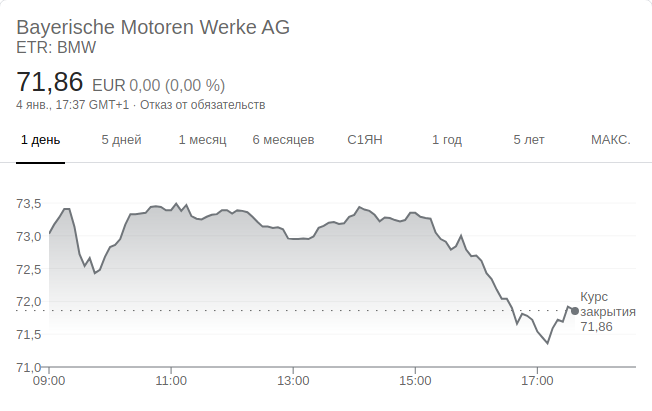 Bayerische Motoren Werke AG
ETR: BMW
71,86 EUR 0,00 (0,00 %)
4 янв., 17:37 GMT+1 · Отказ от обязательств
1 день 5 дней 1 месяц 6 месяцев С1ЯН 1 год 5 лет МАКС.
73,5
73,0
72,5
72,0
71,5
71,0
Курс
закрытия
71,86
09:00 11:00 13:00 15:00 17:00